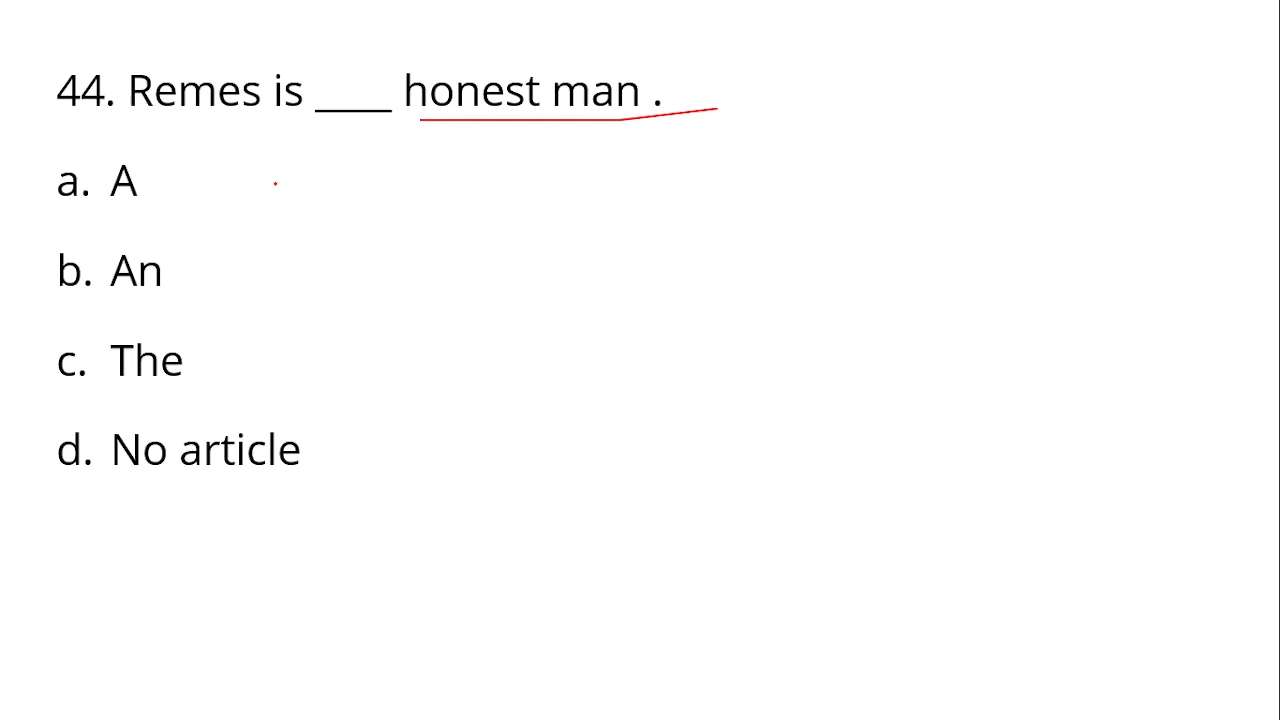 44. Remes is ____ honest man .
a. A
b. An
c. The
d. No article